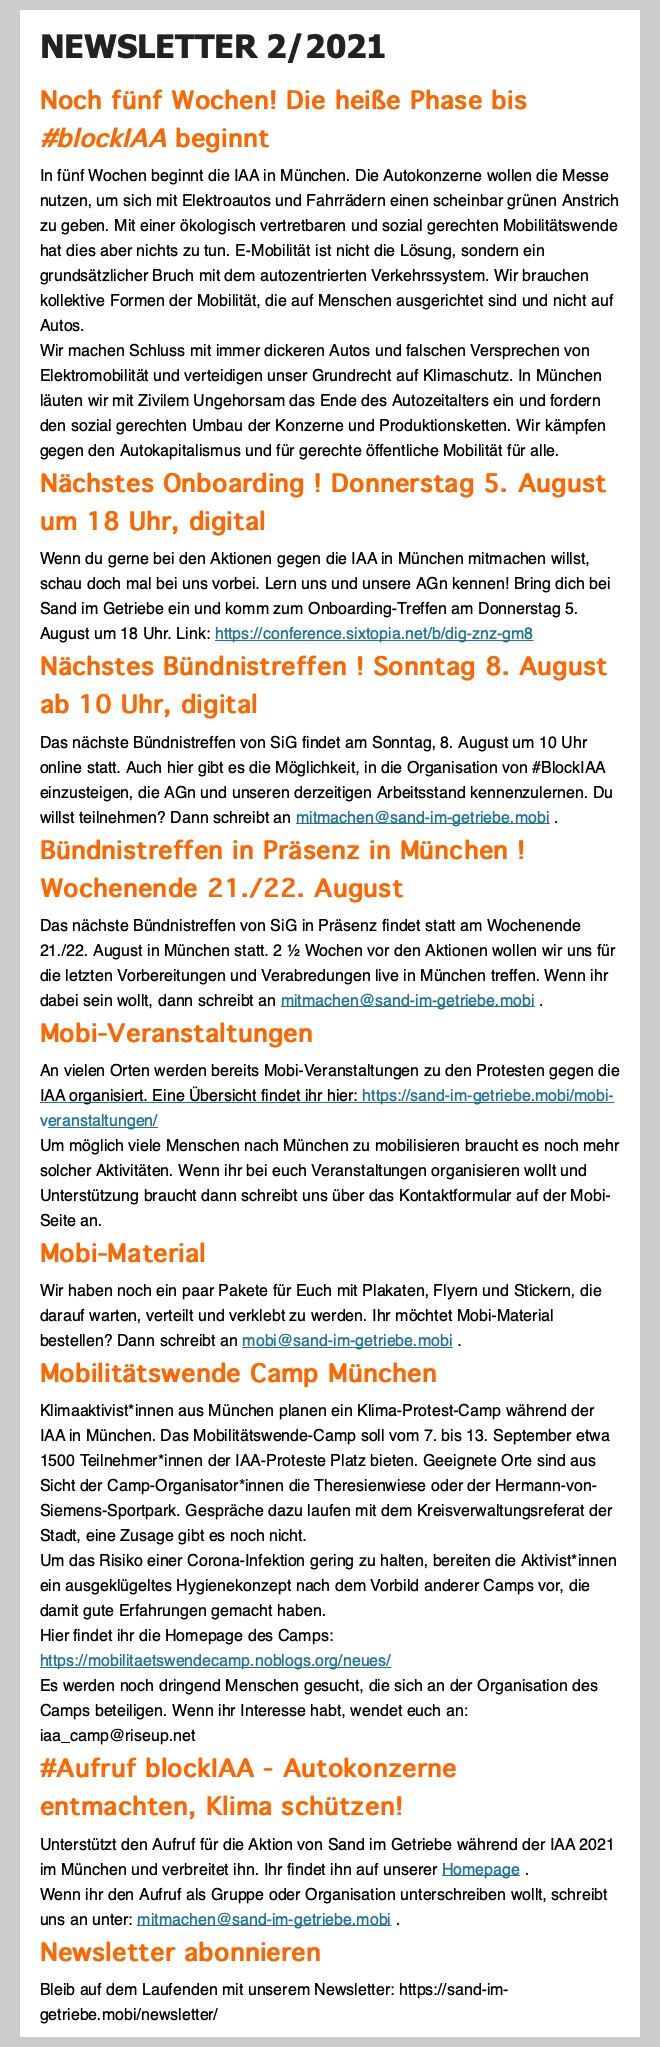 NEWSLETTER 2/2021
Noch fünf Wochen! Die heiße Phase bis
#blockIAA beginnt
In fünf Wochen beginnt die IAA in München. Die Autokonzerne wollen die Messe
nutzen, um sich mit Elektroautos und Fahrrädern einen scheinbar grünen Anstrich
zu geben. Mit einer ökologisch vertretbaren und sozial gerechten Mobilitätswende
hat dies aber nichts zu tun. E-Mobilität ist nicht die Lösung, sondern ein
grundsätzlicher Bruch mit dem autozentrierten Verkehrssystem. Wir brauchen
kollektive Formen der Mobilität, die auf Menschen ausgerichtet sind und nicht auf
Autos.
Wir machen Schluss mit immer dickeren Autos und falschen Versprechen von
Elektromobilität und verteidigen unser Grundrecht auf Klimaschutz. In München
läuten wir mit Zivilem Ungehorsam das Ende des Autozeitalters ein und fordern
den sozial gerechten Umbau der Konzerne und Produktionsketten. Wir kämpfen
gegen den Autokapitalismus und für gerechte öffentliche Mobilität für alle.
Nächstes Onboarding ! Donnerstag 5. August
um 18 Uhr, digital
Wenn du gerne bei den Aktionen gegen die IAA in München mitmachen willst,
schau doch mal bei uns vorbei. Lern uns und unsere AGn kennen! Bring dich bei
Sand im Getriebe ein und komm zum Onboarding-Treffen am Donnerstag 5.
August um 18 Uhr. Link: https://conference.sixtopia.net/b/dig-znz-gm8
Nächstes Bündnistreffen ! Sonntag 8. August
ab 10 Uhr, digital
Das nächste Bündnistreffen von SiG findet am Sonntag, 8. August um 10 Uhr
online statt. Auch hier gibt es die Möglichkeit, in die Organisation von #BlockIAA
einzusteigen, die AGn und unseren derzeitigen Arbeitsstand kennenzulernen. Du
willst teilnehmen? Dann schreibt an mitmachen@sand-im-getriebe.mobi .
Bündnistreffen in Präsenz in München !
Wochenende 21./22. August
Das nächste Bündnistreffen von SiG in Präsenz findet statt am Wochenende
21./22. August in München statt. 2 ½ Wochen vor den Aktionen wollen wir uns für
die letzten Vorbereitungen und Verabredungen live in München treffen. Wenn ihr
dabei sein wollt, dann schreibt an mitmachen@sand-im-getriebe.mobi .
Mobi-Veranstaltungen
An vielen Orten werden bereits Mobi-Veranstaltungen zu den Protesten gegen die
IAA organisiert. Eine Übersicht findet ihr hier: https://sand-im-getriebe.mobi/mobi-
veranstaltungen/
Um möglich viele Menschen nach München zu mobilisieren braucht es noch mehr
solcher Aktivitäten. Wenn ihr bei euch Veranstaltungen organisieren wollt und
Unterstützung braucht dann schreibt uns über das Kontaktformular auf der Mobi-
Seite an.
Mobi-Material
Wir haben noch ein paar Pakete für Euch mit Plakaten, Flyern und Stickern, die
darauf warten, verteilt und verklebt zu werden. Ihr möchtet Mobi-Material
bestellen? Dann schreibt an mobi@sand-im-getriebe.mobi .
Mobilitätswende Camp München
Klimaaktivist*innen aus München planen ein Klima-Protest-Camp während der
IAA in München. Das Mobilitätswende-Camp soll vom 7. bis 13. September etwa
1500 Teilnehmer*innen der IAA-Proteste Platz bieten. Geeignete Orte sind aus
Sicht der Camp-Organisator*innen die Theresienwiese oder der Hermann-von-
Siemens-Sportpark. Gespräche dazu laufen mit dem Kreisverwaltungsreferat der
Stadt, eine Zusage gibt es noch nicht.
Um das Risiko einer Corona-Infektion gering zu halten, bereiten die Aktivist*innen
ein ausgeklügeltes Hygienekonzept nach dem Vorbild anderer Camps vor, die
damit gute Erfahrungen gemacht haben.
Hier findet ihr die Homepage des Camps:
https://mobilitaetswendecamp.noblogs.org/neues/
Es werden noch dringend Menschen gesucht, die sich an der Organisation des
Camps beteiligen. Wenn ihr Interesse habt, wendet euch an:
iaa_camp@riseup.net
#Aufruf blockIAA - Autokonzerne
entmachten, Klima schützen!
Unterstützt den Aufruf für die Aktion von Sand im Getriebe während der IAA 2021
im München und verbreitet ihn. Ihr findet ihn auf unserer Homepage .
Wenn ihr den Aufruf als Gruppe oder Organisation unterschreiben wollt, schreibt
uns an unter: mitmachen@sand-im-getriebe.mobi .
Newsletter abonnieren
Bleib auf dem Laufenden mit unserem Newsletter: https://sand-im-
getriebe.mobi/newsletter/